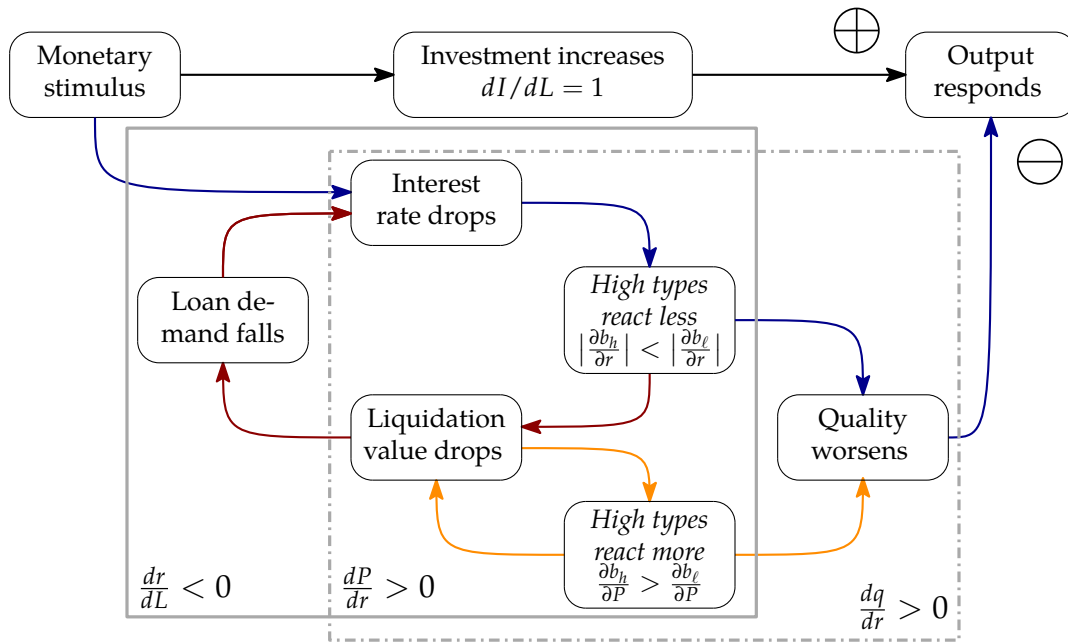 Monetary
stimulus
Investment increases
dI/dL = 1
Output
responds
Interest
rate drops
High types
react less
|∂b_h/∂r| < |∂b_ℓ/∂r|
Loan de-
mand falls
Liquidation
value drops
Quality
worsens
High types
react more
∂b_h/∂P > ∂b_ℓ/∂P
dr/dL < 0
dP/dr > 0
dq/dr > 0